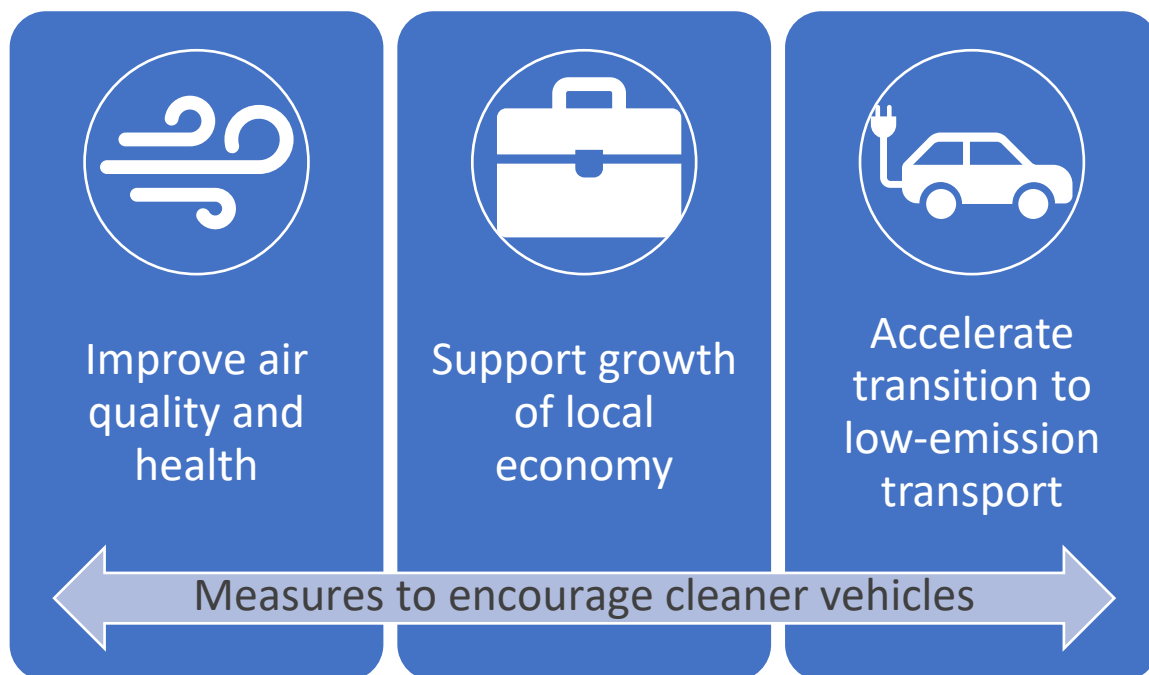 Improve air
quality and
health
Support growth
of local
economy
Accelerate
transition to
low-emission
transport
Measures to encourage cleaner vehicles